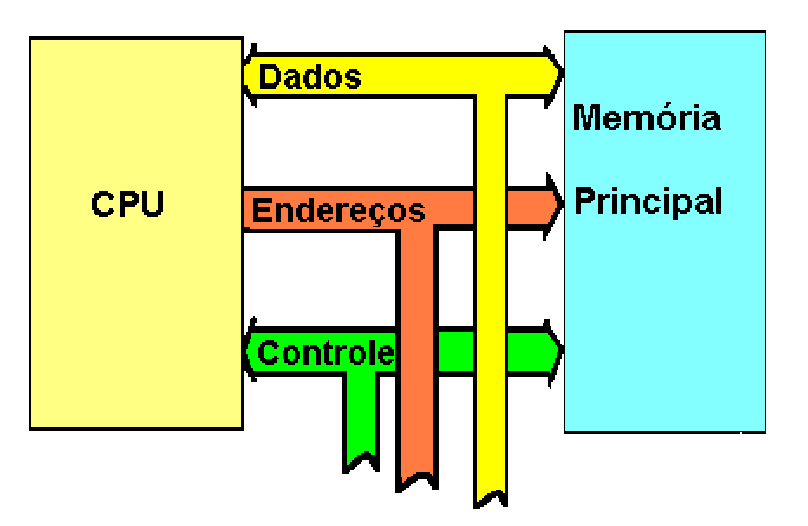 Dados
Memória
CPU
Endereços
Principal
Controle